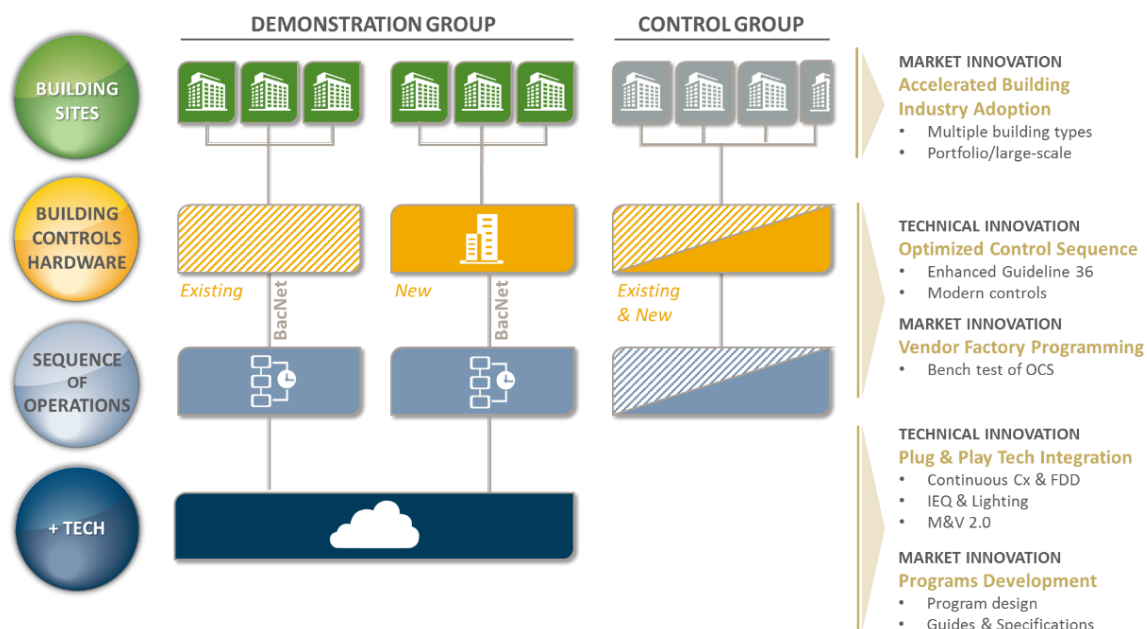 DEMONSTRATION GROUP
CONTROL GROUP
BUILDING
SITES
MARKET INNOVATION
Accelerated Building
Industry Adoption
• Multiple building types
• Portfolio/large-scale
BUILDING
CONTROLS
HARDWARE
Existing
New
Existing
& New
BacNet
BacNet
TECHNICAL INNOVATION
Optimized Control Sequence
• Enhanced Guideline 36
• Modern controls
MARKET INNOVATION
Vendor Factory Programming
• Bench test of OCS
SEQUENCE
OF
OPERATIONS
+ TECH
TECHNICAL INNOVATION
Plug & Play Tech Integration
• Continuous Cx & FDD
• IEQ & Lighting
• M&V 2.0
MARKET INNOVATION
Programs Development
• Program design
• Guides & Specifications